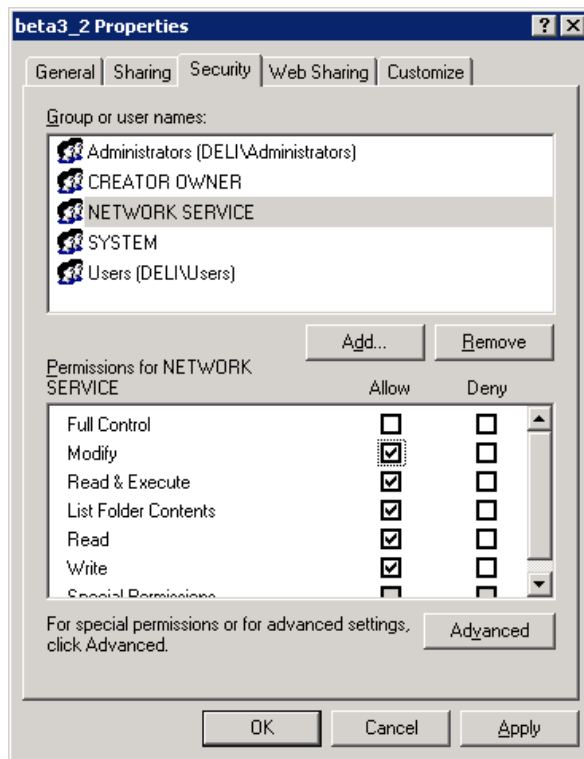 beta3_2 Properties
General
Sharing
Security
Web Sharing
Customize
Group or user names:
Administrators (DELI\Administrators)
CREATOR OWNER
NETWORK SERVICE
SYSTEM
Users (DELI\Users)
Add...
Remove
Permissions for NETWORK
SERVICE
Allow
Deny
Full Control
Modify
Read & Execute
List Folder Contents
Read
Write
Special Permissions
For special permissions or for advanced settings,
click Advanced.
Advanced
OK
Cancel
Apply